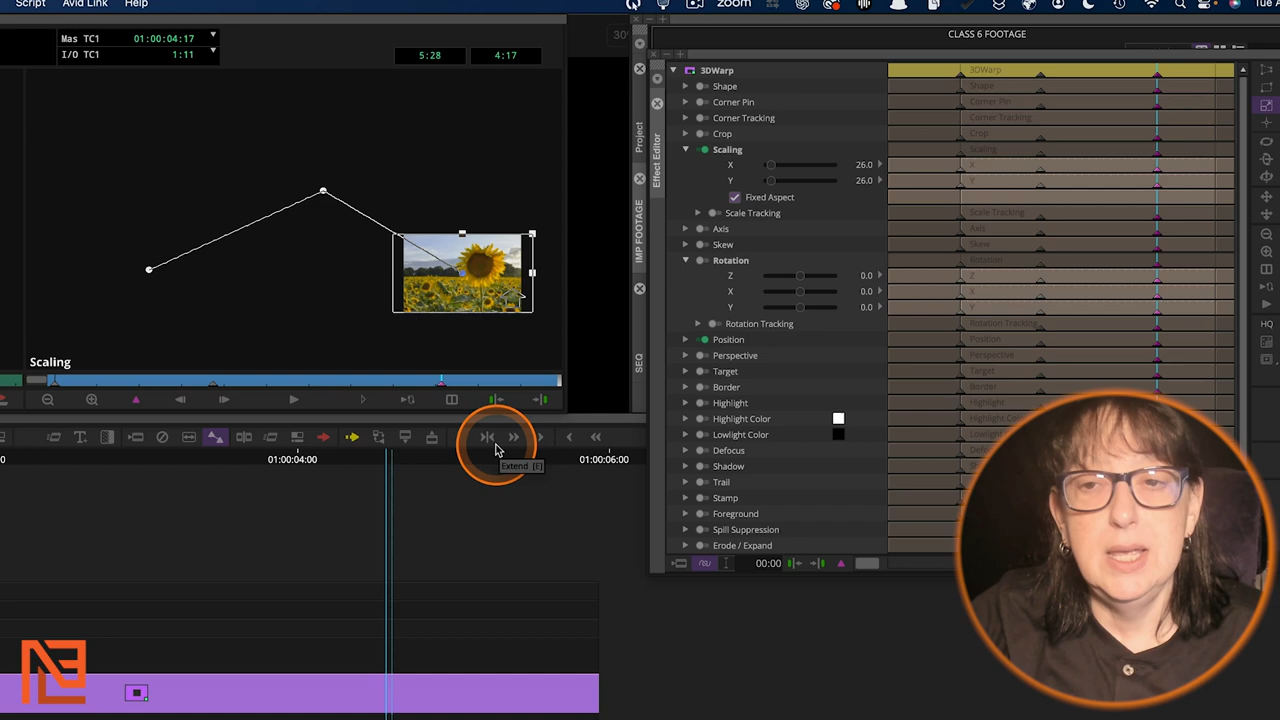 Script Avid Link Help
zoom
Tue A
Mas TC1 01:00:04:17
I/O TC1 1:11
5:28
4:17
30
CLASS 6 FOOTAGE
Project
IMP FOOTAGE
SEQ
Effect Editor
3DWarp
Shape
Corner Pin
Corner Tracking
Crop
Scaling
X 26.0
Y 26.0
Fixed Aspect
Scale Tracking
Axis
Skew
Rotation
Z 0.0
X 0.0
Y 0.0
Rotation Tracking
Position
Perspective
Target
Border
Highlight
Highlight Color
Lowlight Color
Defocus
Shadow
Trail
Stamp
Foreground
Spill Suppression
Erode / Expand
00:00
3DWarp
Shape
Corner Pin
Corner Tracking
Crop
Scaling
X
Y
Scale Tracking
Axis
Skew
Rotation
Z
X
Y
Rotation Tracking
Position
Perspective
Target
Border
Highlight
Highlight Color
HQ
Scaling
Extend [E]
0
01:00:04:00
01:00:06:00